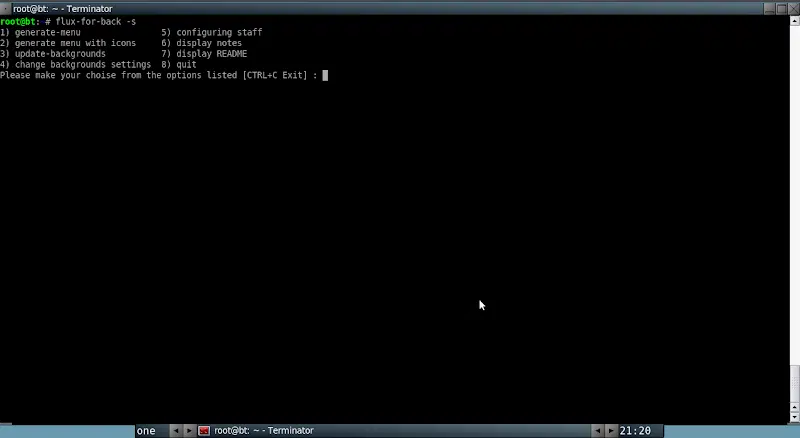 root@bt: ~ - Terminator
root@bt: # flux-for-back -s
1) generate-menu 5) configuring staff
2) generate menu with icons 6) display notes
3) update-backgrounds 7) display README
4) change backgrounds settings 8) quit
Please make your choise from the options listed [CTRL+C Exit] :
one root@bt: ~ - Terminator 21:20